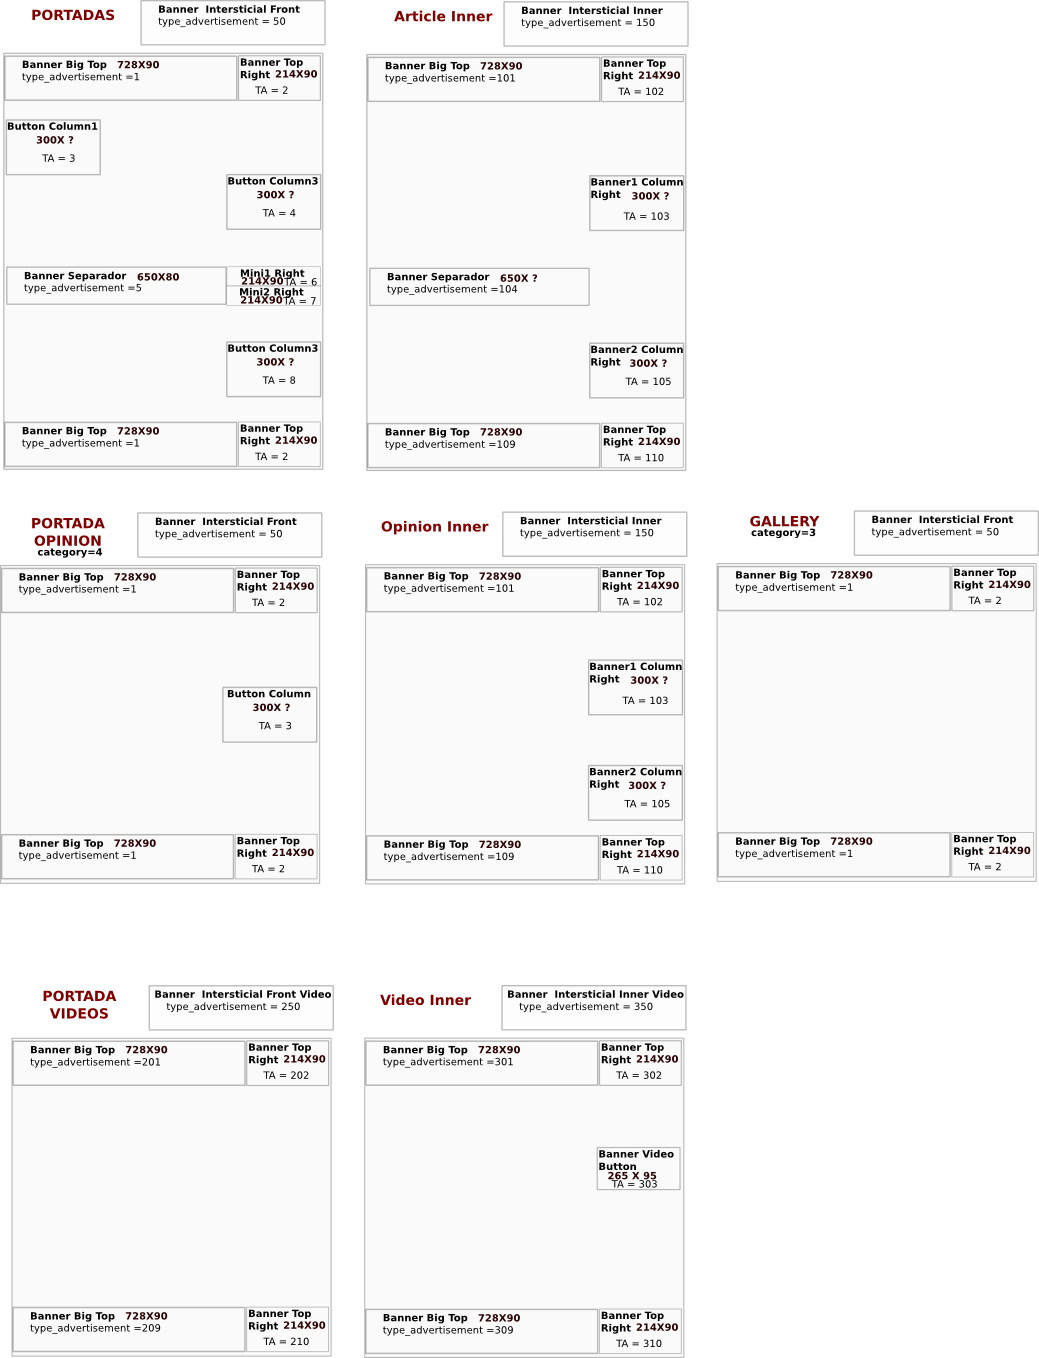 PORTADAS
Banner  Intersticial Front
type_advertisement = 50
Banner Big Top   728X90
type_advertisement =1
Banner Top
Right 214X90
TA = 2
Button Column1
300X ?
TA = 3
Button Column3
300X ?
TA = 4
Banner Separador   650X80
type_advertisement =5
Mini1 Right
214X90 TA = 6
Mini2 Right
214X90 TA = 7
Button Column3
300X ?
TA = 8
Banner Big Top   728X90
type_advertisement =1
Banner Top
Right 214X90
TA = 2
Article Inner
Banner  Intersticial Inner
type_advertisement = 150
Banner Big Top   728X90
type_advertisement =101
Banner Top
Right 214X90
TA = 102
Banner1 Column
Right   300X ?
TA = 103
Banner Separador   650X ?
type_advertisement =104
Banner2 Column
Right   300X ?
TA = 105
Banner Big Top   728X90
type_advertisement =109
Banner Top
Right 214X90
TA = 110
PORTADA
OPINION
category=4
Banner  Intersticial Front
type_advertisement = 50
Banner Big Top   728X90
type_advertisement =1
Banner Top
Right 214X90
TA = 2
Button Column
300X ?
TA = 3
Banner Big Top   728X90
type_advertisement =1
Banner Top
Right 214X90
TA = 2
Opinion Inner
Banner  Intersticial Inner
type_advertisement = 150
Banner Big Top   728X90
type_advertisement =101
Banner Top
Right 214X90
TA = 102
Banner1 Column
Right   300X ?
TA = 103
Banner2 Column
Right   300X ?
TA = 105
Banner Big Top   728X90
type_advertisement =109
Banner Top
Right 214X90
TA = 110
GALLERY
category=3
Banner  Intersticial Front
type_advertisement = 50
Banner Big Top   728X90
type_advertisement =1
Banner Top
Right 214X90
TA = 2
Banner Big Top   728X90
type_advertisement =1
Banner Top
Right 214X90
TA = 2
PORTADA
VIDEOS
Banner  Intersticial Front Video
type_advertisement = 250
Banner Big Top   728X90
type_advertisement =201
Banner Top
Right 214X90
TA = 202
Banner Big Top   728X90
type_advertisement =209
Banner Top
Right 214X90
TA = 210
Video Inner
Banner  Intersticial Inner Video
type_advertisement = 350
Banner Big Top   728X90
type_advertisement =301
Banner Top
Right 214X90
TA = 302
Banner Video
Button
265 X 95
TA = 303
Banner Big Top   728X90
type_advertisement =309
Banner Top
Right 214X90
TA = 310